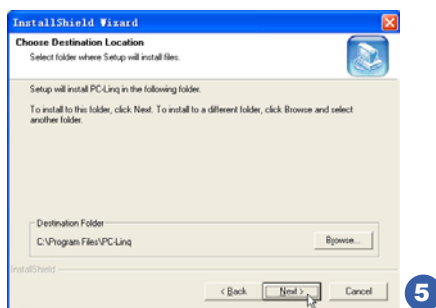 InstallShield Wizard
Choose Destination Location
Select folder where Setup will install files.
Setup will install PC-Linq in the following folder.
To install to this folder, click Next. To install to a different folder, click Browse and select
another folder.
Destination Folder
C:\Program Files\PC-Linq
Browse...
InstallShield
< Back Next > Cancel
5